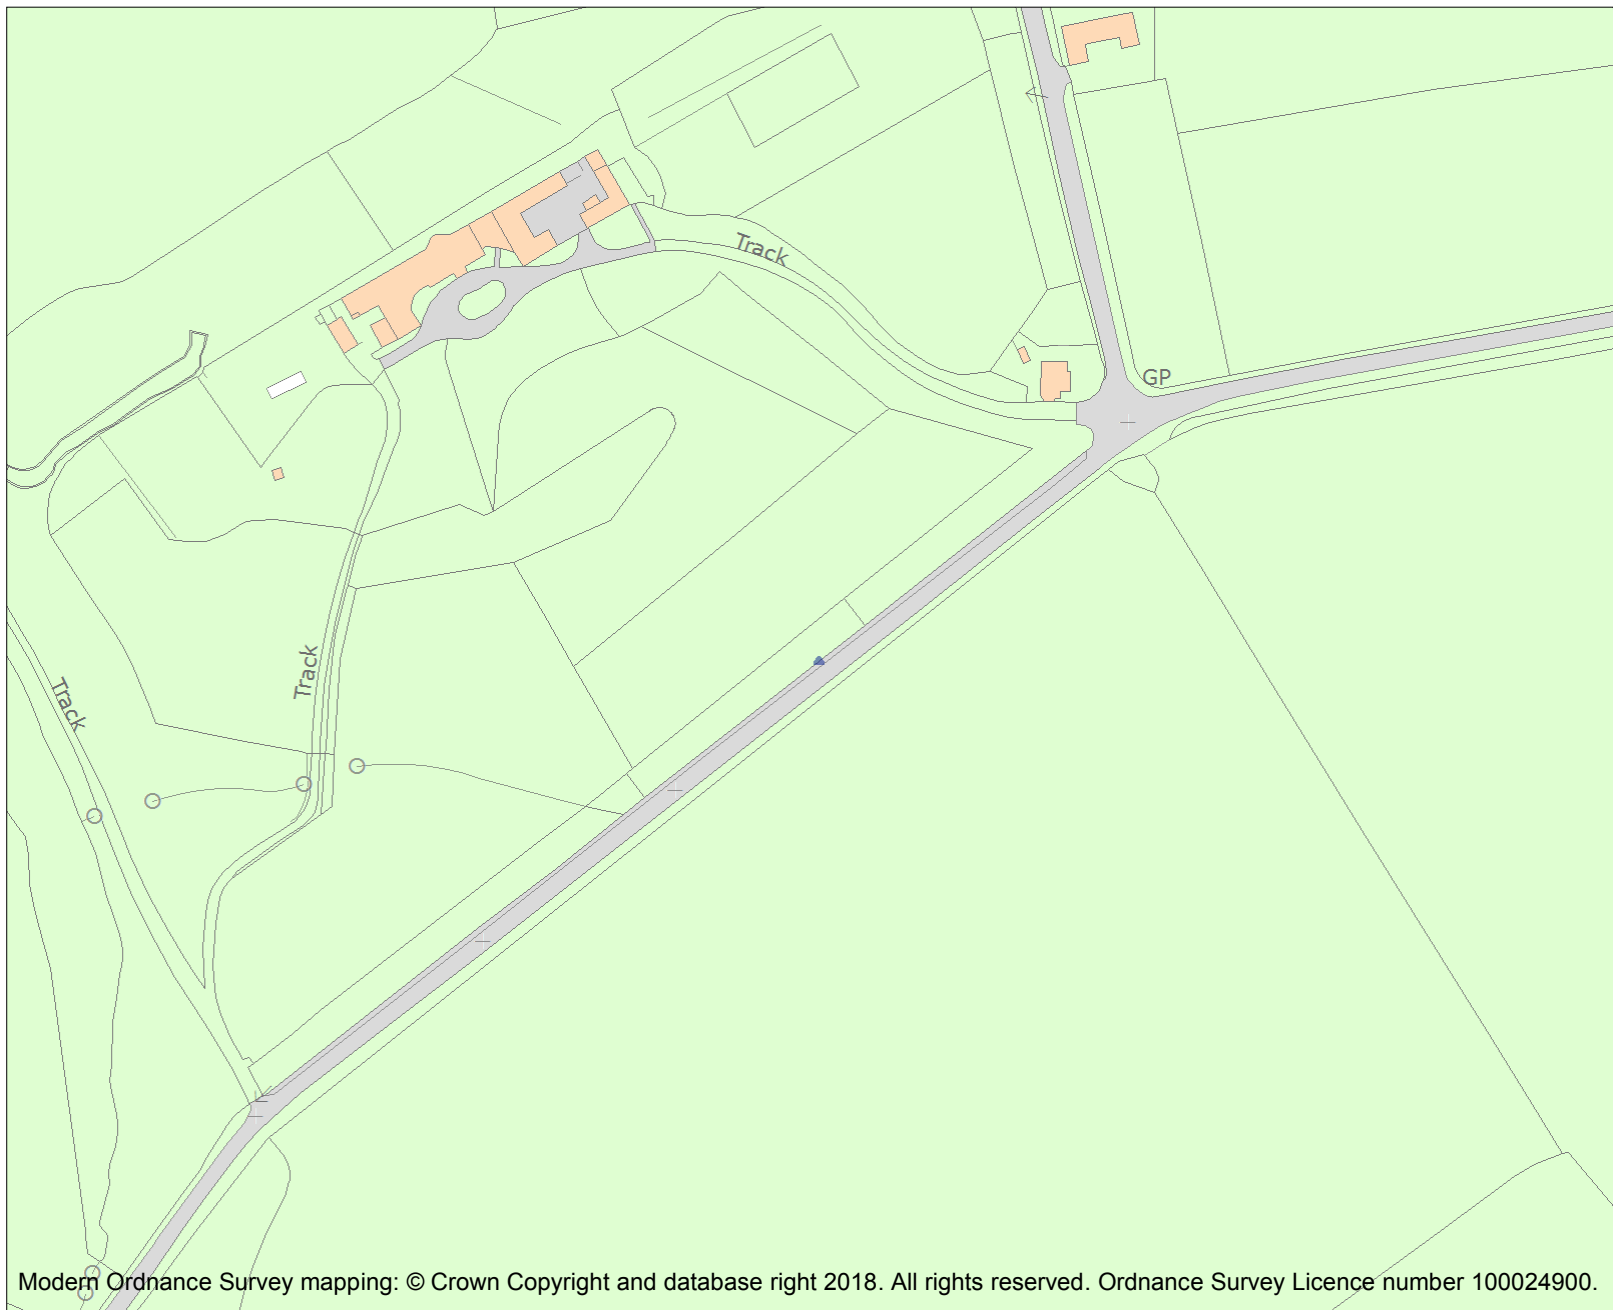 Track
GP
Track
Track
Modern Ordnance Survey mapping: © Crown Copyright and database right 2018. All rights reserved. Ordnance Survey Licence number 100024900.